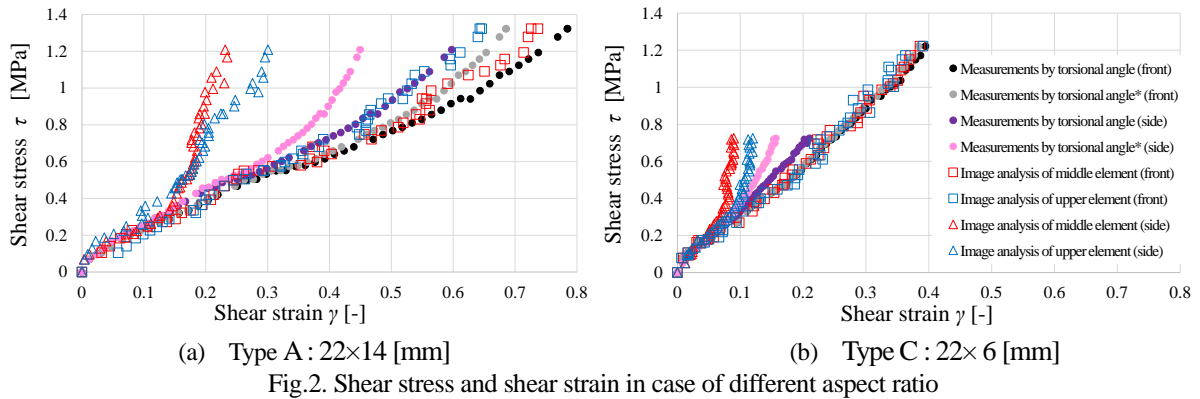 1.4
1.2
1
0.8
0.6
0.4
0.2
0
Shear stress τ [MPa]
0 0.1 0.2 0.3 0.4 0.5 0.6 0.7 0.8
Shear strain γ [-]
(a) Type A : 22×14 [mm]
1.4
1.2
1
0.8
0.6
0.4
0.2
0
Shear stress τ [MPa]
0 0.1 0.2 0.3 0.4 0.5 0.6 0.7 0.8
Shear strain γ [-]
Measurements by torsional angle (front)
Measurements by torsional angle* (front)
Measurements by torsional angle (side)
Measurements by torsional angle* (side)
Image analysis of middle element (front)
Image analysis of upper element (front)
Image analysis of middle element (side)
Image analysis of upper element (side)
(b) Type C : 22× 6 [mm]
Fig.2. Shear stress and shear strain in case of different aspect ratio